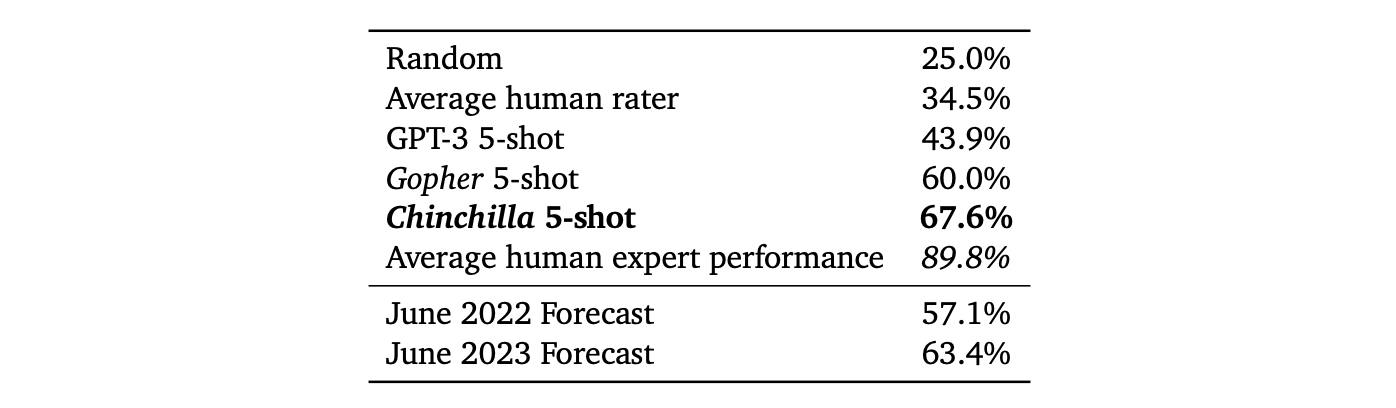 Random 25.0%
Average human rater 34.5%
GPT-3 5-shot 43.9%
Gopher 5-shot 60.0%
Chinchilla 5-shot 67.6%
Average human expert performance 89.8%
June 2022 Forecast 57.1%
June 2023 Forecast 63.4%